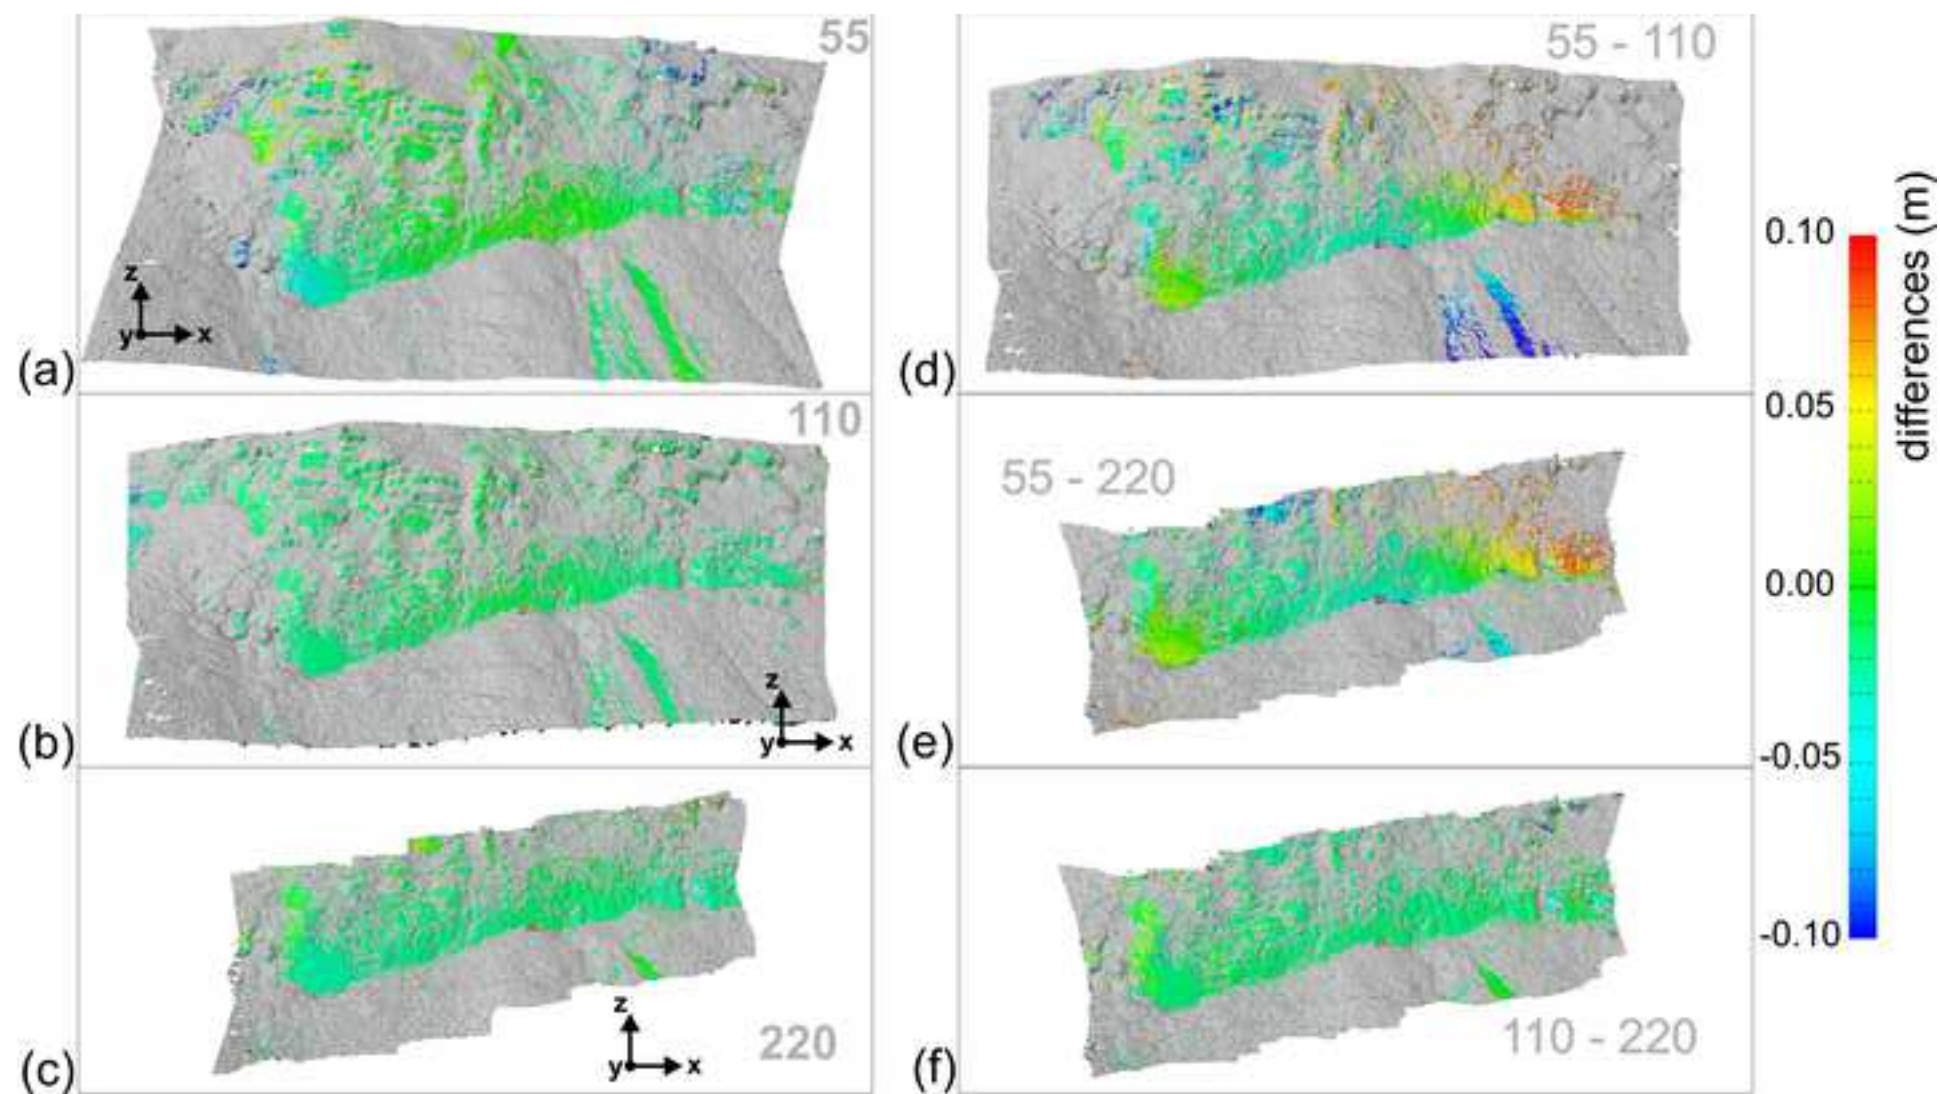 55
z
y x
(a)
110
z
y x
(b)
z
y x
220
(c)
55 - 110
(d)
55 - 220
(e)
110 - 220
(f)
0.10
0.05
0.00
-0.05
-0.10
differences (m)